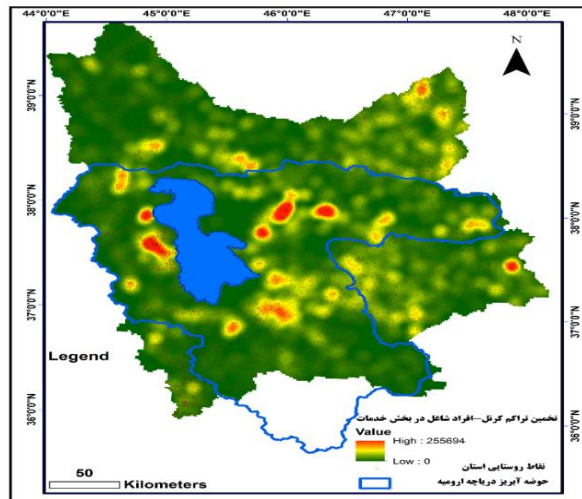 44°0'0"E 45°0'0"E 46°0'0"E 47°0'0"E 48°0'0"E
N
39°0'0"N 39°0'0"N
38°0'0"N 38°0'0"N
37°0'0"N 37°0'0"N
36°0'0"N 36°0'0"N
Legend
تخمین تراکم کرنل-افراد شاغل در بخش خدمات
Value
High : 255694
Low : 0
نقاط روستایی استان
حوضه آبریز دریاچه ارومیه
50
Kilometers